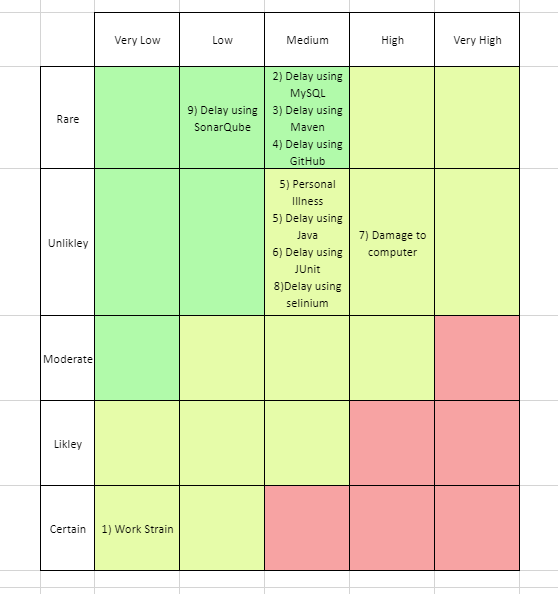 Very Low
Low
Medium
High
Very High
Rare
9) Delay using
SonarQube
2) Delay using
MySQL
3) Delay using
Maven
4) Delay using
GitHub
Unlikley
5) Personal
Illness
5) Delay using
Java
6) Delay using
JUnit
8)Delay using
selinium
7) Damage to
computer
Moderate
Likley
Certain
1) Work Strain